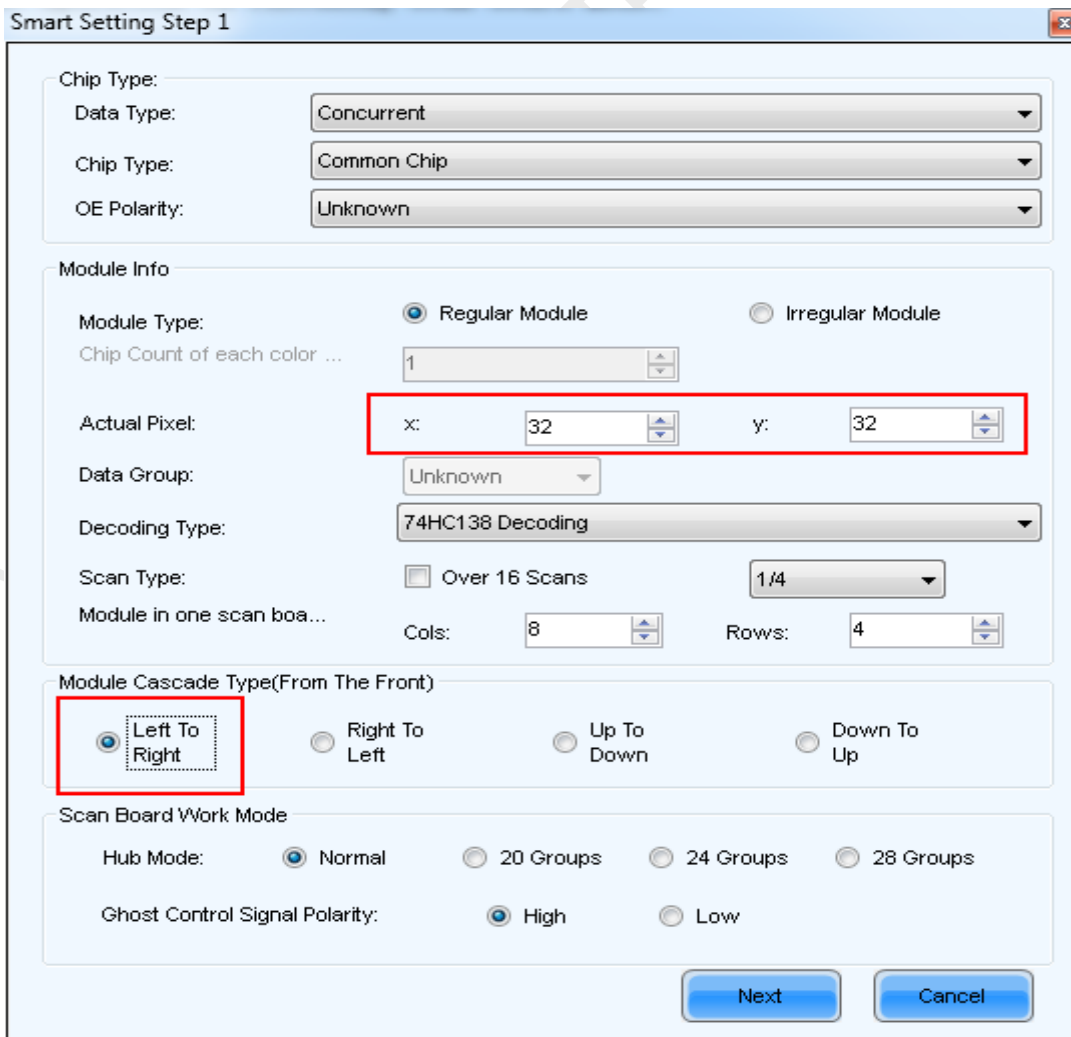 Smart Setting Step 1
Chip Type:
Data Type: Concurrent
Chip Type: Common Chip
OE Polarity: Unknown
Module Info
Module Type: Regular Module Irregular Module
Chip Count of each color ... 1
Actual Pixel: x: 32 y: 32
Data Group: Unknown
Decoding Type: 74HC138 Decoding
Scan Type: Over 16 Scans 1/4
Module in one scan boa...
Cols: 8 Rows: 4
Module Cascade Type(From The Front)
Left To Right To Up To Down To
Right Left Down Up
Scan Board Work Mode
Hub Mode: Normal 20 Groups 24 Groups 28 Groups
Ghost Control Signal Polarity: High Low
Next Cancel